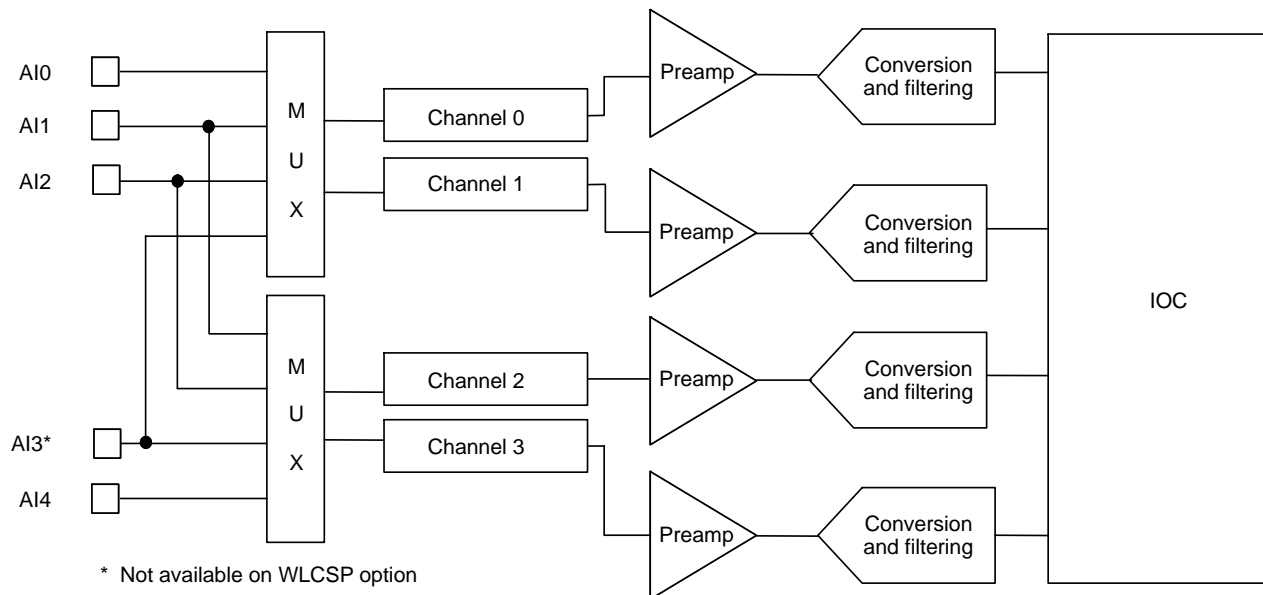 AI0
AI1
AI2
AI3*
AI4
M
U
X
M
U
X
Channel 0
Channel 1
Channel 2
Channel 3
Preamp
Preamp
Preamp
Preamp
Conversion
and filtering
Conversion
and filtering
Conversion
and filtering
Conversion
and filtering
IOC
* Not available on WLCSP option